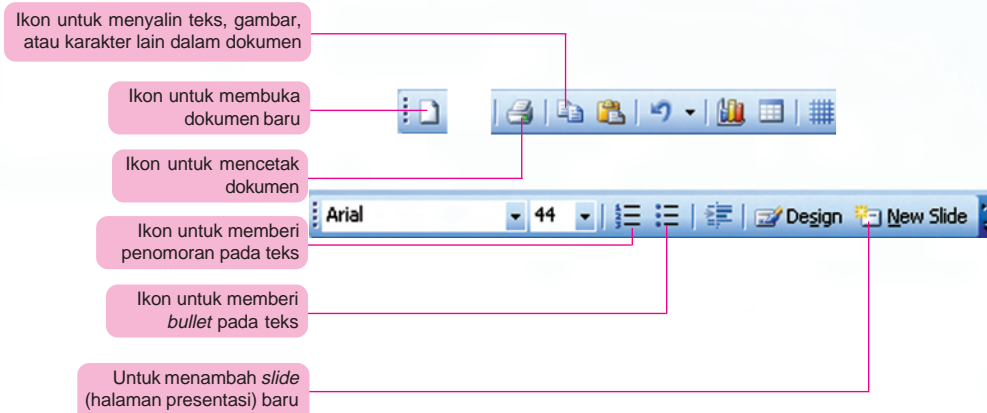 Ikon untuk menyalin teks, gambar,
atau karakter lain dalam dokumen
Ikon untuk membuka
dokumen baru
Ikon untuk mencetak
dokumen
Arial
44
Design
New Slide
Ikon untuk memberi
penomoran pada teks
Ikon untuk memberi
bullet pada teks
Untuk menambah slide
(halaman presentasi) baru